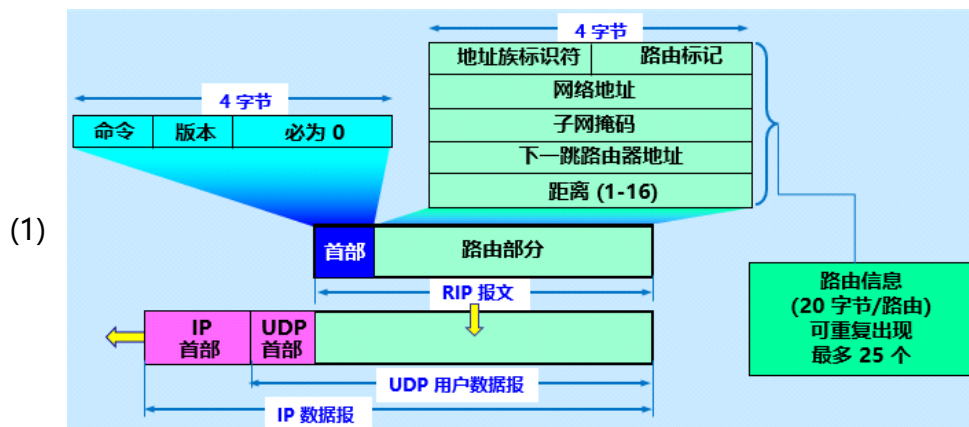 4 字节
地址族标识符 路由标记
网络地址
子网掩码
下一跳路由器地址
距离 (1-16)
4 字节
命令 版本 必为 0
(1)
首部 路由部分
RIP 报文
IP
首部
UDP
首部
UDP 用户数据报
IP 数据报
路由信息
(20 字节/路由)
可重复出现
最多 25 个